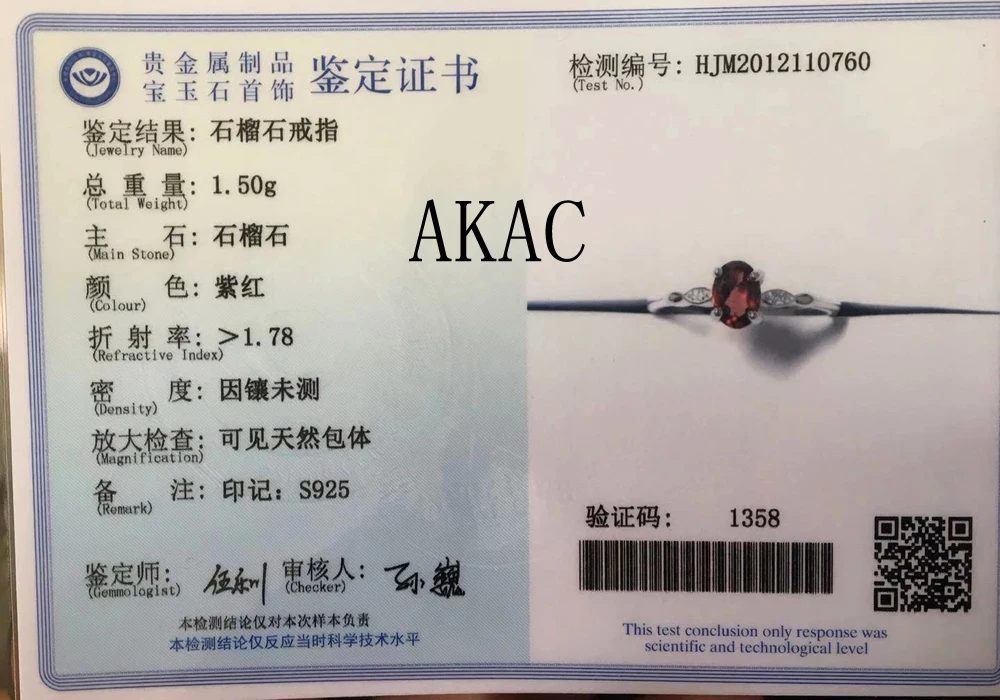 贵金属制品
宝玉石首饰
鉴定证书
检测编号: HJM2012110760
(Test No.)
鉴定结果: 石榴石戒指
(Jewelry Name)
总重量: 1.50g
(Total Weight)
主石: 石榴石
(Main Stone)
AKAC
颜色: 紫红
(Colour)
折射率: >1.78
(Refractive Index)
密度: 因镶未测
(Density)
放大检查: 可见天然包体
(Magnification)
备注: 印记: S925
(Remark)
验证码: 1358
鉴定师:
(Gemmologist)
审核人:
(Checker)
本检测结论仅对本次样本负责
本检测结论仅反应当时科学技术水平
This test conclusion only response was
scientific and technological level